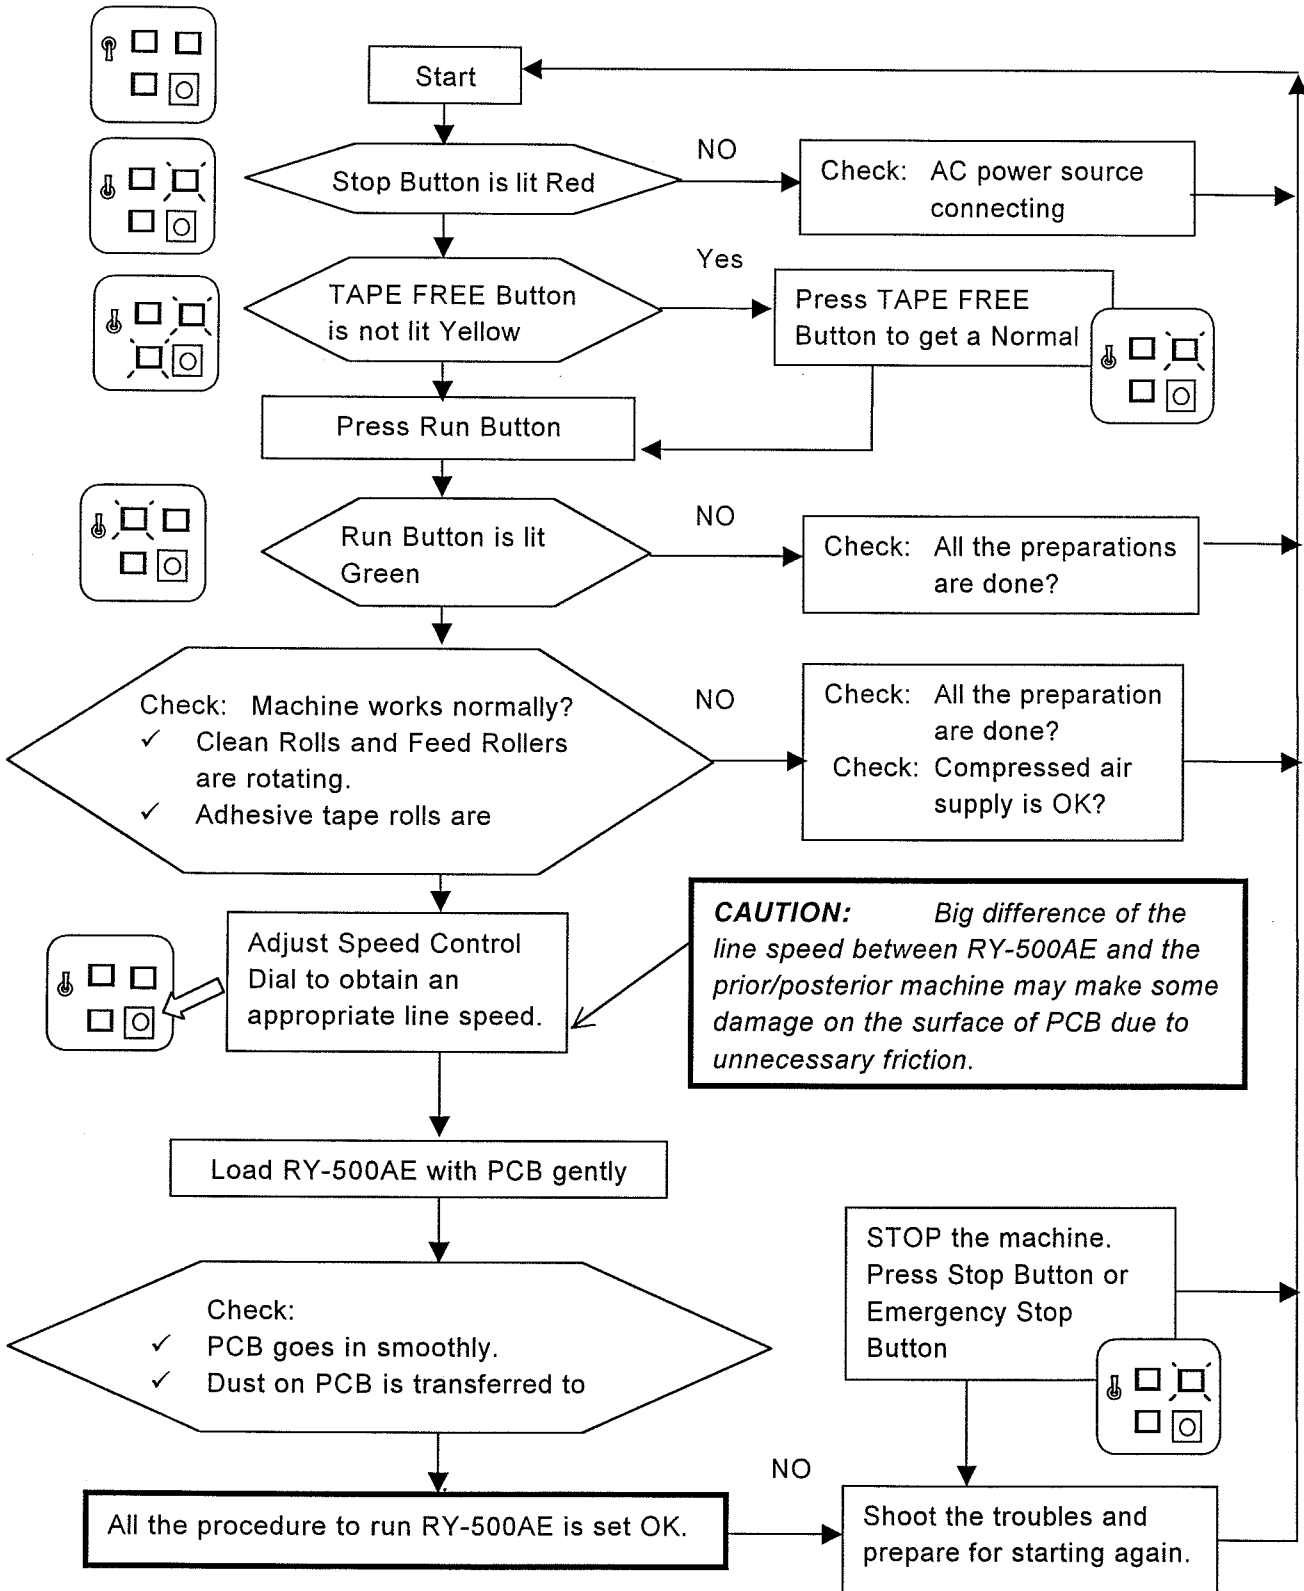 Start
Stop Button is lit Red
NO
Check: AC power source
connecting
TAPE FREE Button
is not lit Yellow
Yes
Press TAPE FREE
Button to get a Normal
Press Run Button
Run Button is lit
Green
NO
Check: All the preparations
are done?
Check: Machine works normally?
✓ Clean Rolls and Feed Rollers
are rotating.
✓ Adhesive tape rolls are
NO
Check: All the preparation
are done?
Check: Compressed air
supply is OK?
Adjust Speed Control
Dial to obtain an
appropriate line speed.
CAUTION: Big difference of the
line speed between RY-500AE and the
prior/posterior machine may make some
damage on the surface of PCB due to
unnecessary friction.
Load RY-500AE with PCB gently
Check:
✓ PCB goes in smoothly.
✓ Dust on PCB is transferred to
STOP the machine.
Press Stop Button or
Emergency Stop
Button
All the procedure to run RY-500AE is set OK.
NO
Shoot the troubles and
prepare for starting again.